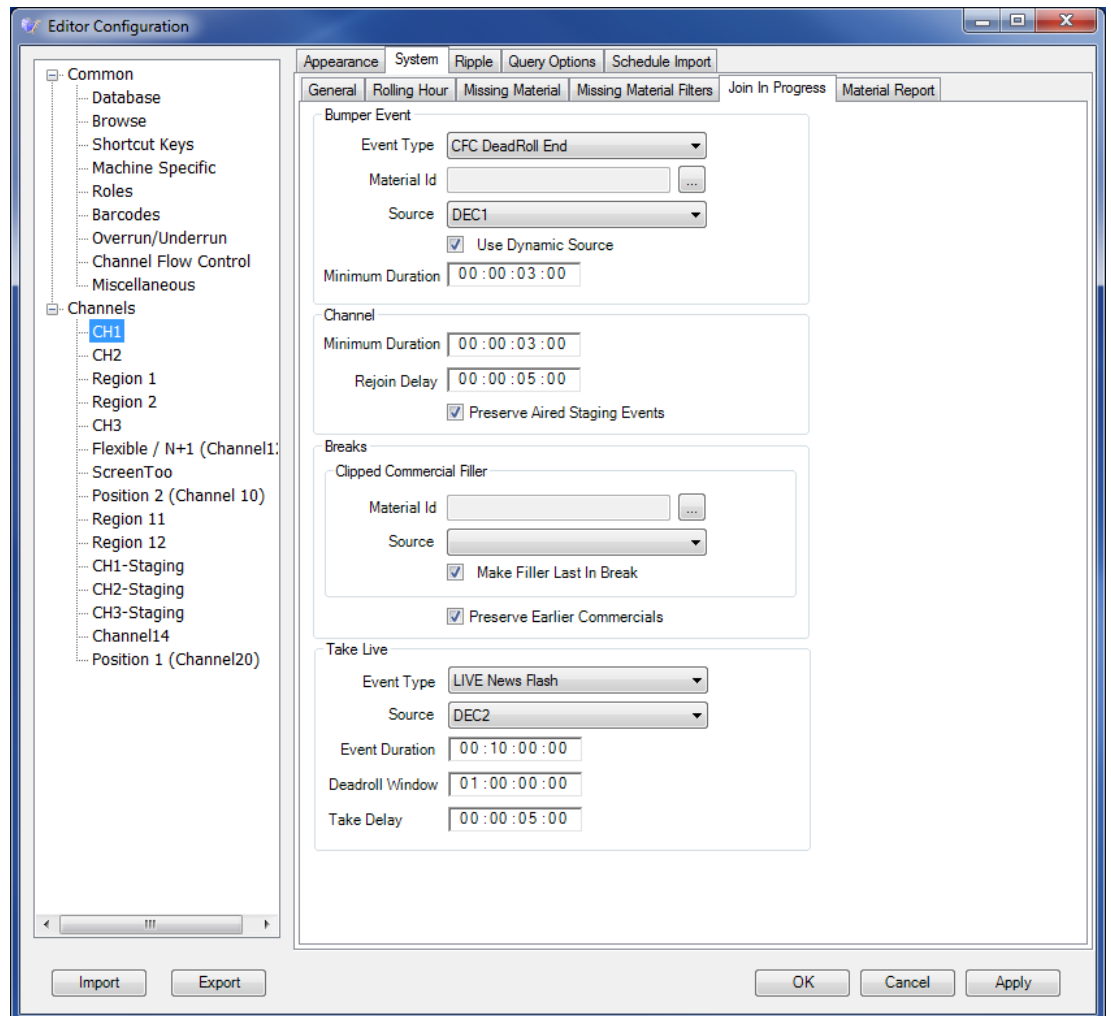 Editor Configuration
Common
Database
Browse
Shortcut Keys
Machine Specific
Roles
Barcodes
Overrun/Underrun
Channel Flow Control
Miscellaneous
Channels
CH1
CH2
Region 1
Region 2
CH3
Flexible / N+1 (Channel1
ScreenToo
Position 2 (Channel 10)
Region 11
Region 12
CH1-Staging
CH2-Staging
CH3-Staging
Channel14
Position 1 (Channel20)
Appearance System Ripple Query Options Schedule Import
General Rolling Hour Missing Material Missing Material Filters Join In Progress Material Report
Bumper Event
Event Type CFC DeadRoll End
Material Id ...
Source DEC1
Use Dynamic Source
Minimum Duration 00:00:03:00
Channel
Minimum Duration 00:00:03:00
Rejoin Delay 00:00:05:00
Preserve Aired Staging Events
Breaks
Clipped Commercial Filler
Material Id ...
Source
Make Filler Last In Break
Preserve Earlier Commercials
Take Live
Event Type LIVE News Flash
Source DEC2
Event Duration 00:10:00:00
Deadroll Window 01:00:00:00
Take Delay 00:00:05:00
Import Export OK Cancel Apply